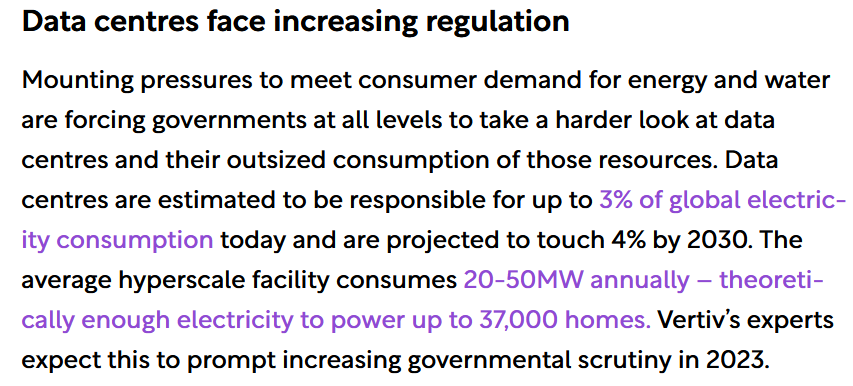 Data centres face increasing regulation
Mounting pressures to meet consumer demand for energy and water
are forcing governments at all levels to take a harder look at data
centres and their outsized consumption of those resources. Data
centres are estimated to be responsible for up to 3% of global electric-
ity consumption today and are projected to touch 4% by 2030. The
average hyperscale facility consumes 20-50MW annually – theoreti-
cally enough electricity to power up to 37,000 homes. Vertiv’s experts
expect this to prompt increasing governmental scrutiny in 2023.